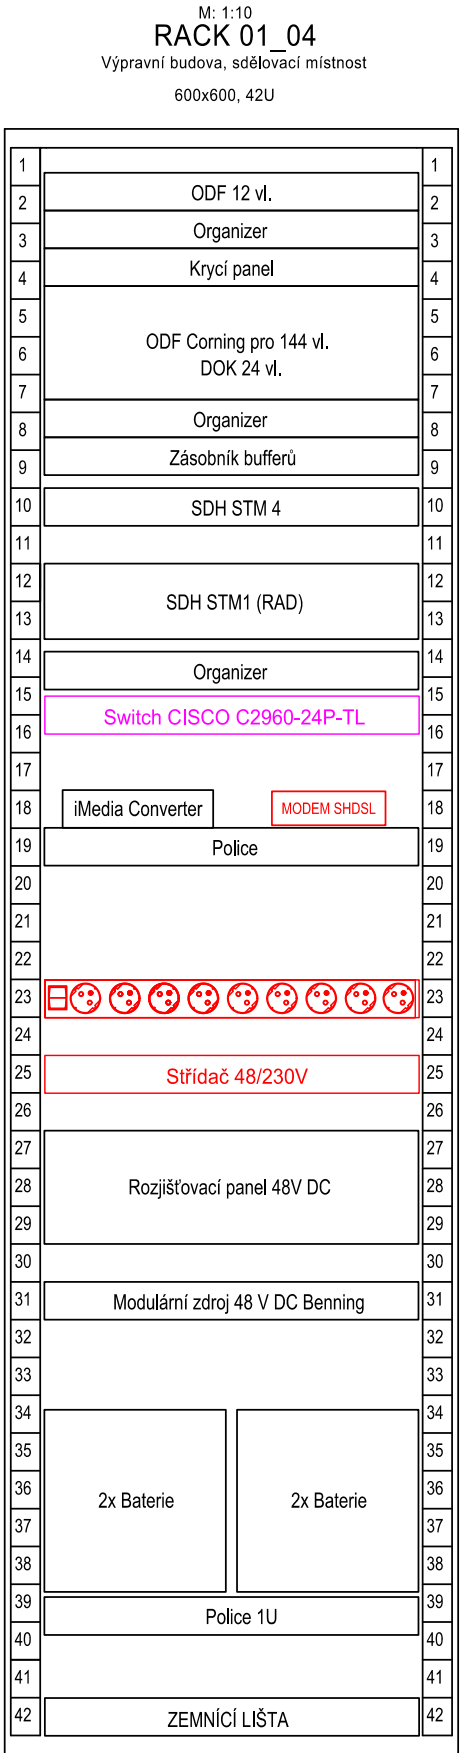 M: 1:10
RACK 01_04
Výpravní budova, sdělovací místnost
600x600, 42U
1 1
ODF 12 vl.
2 2
Organizer
3 3
Krycí panel
4 4
5 5
ODF Corning pro 144 vl.
6 6
DOK 24 vl.
7 7
Organizer
8 8
Zásobník bufferů
9 9
10 SDH STM 4 10
11 11
12 12
SDH STM1 (RAD)
13 13
14 14
Organizer
15 15
Switch CISCO C2960-24P-TL
16 16
17 17
18 iMedia Converter MODEM SHDSL 18
19 Police 19
20 20
21 21
22 22
23 23
24 24
25 Střídač 48/230V 25
26 26
27 27
28 Rozjišťovací panel 48V DC 28
29 29
30 30
31 Modulární zdroj 48 V DC Benning 31
32 32
33 33
34 34
35 35
36 2x Baterie 2x Baterie 36
37 37
38 38
39 39
Police 1U
40 40
41 41
42 ZEMNÍCÍ LIŠTA 42